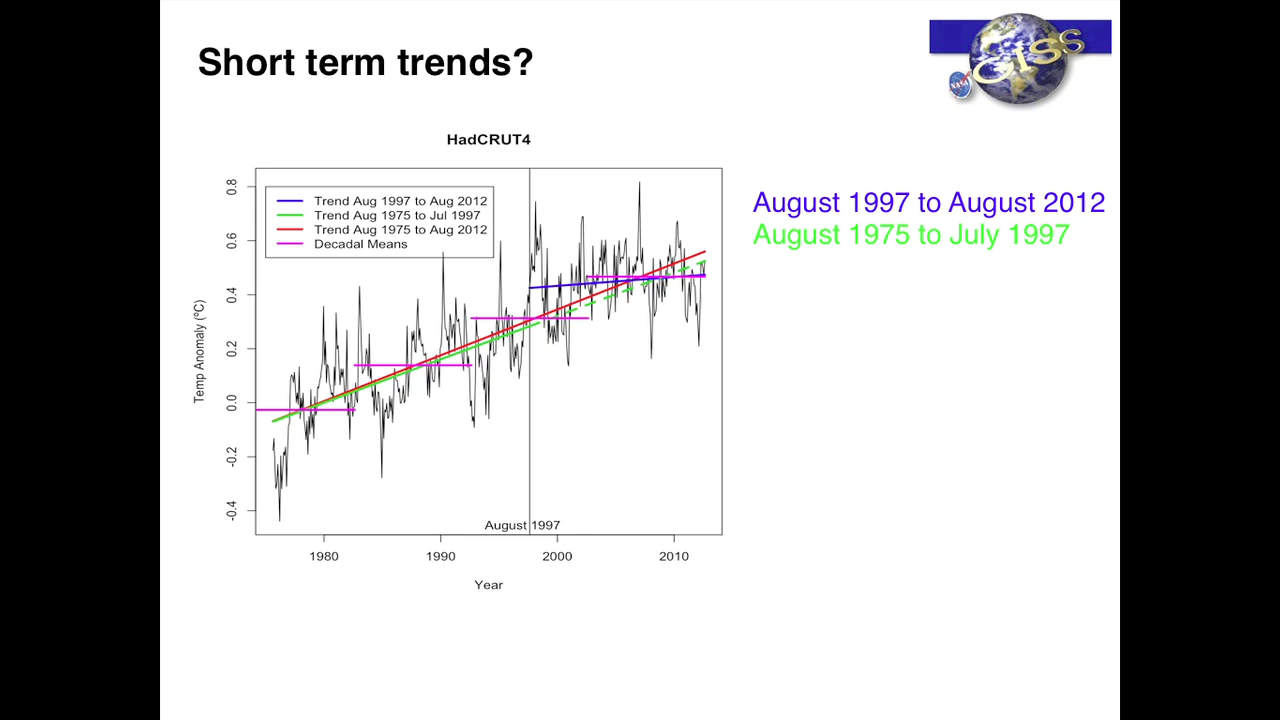 Short term trends?
GISS
NASA
HadCRUT4
Trend Aug 1997 to Aug 2012
Trend Aug 1975 to Jul 1997
Trend Aug 1975 to Aug 2012
Decadal Means
August 1997 to August 2012
August 1975 to July 1997
Temp Anomaly (ºC)
0.8
0.6
0.4
0.2
0.0
-0.2
-0.4
August 1997
1980 1990 2000 2010
Year